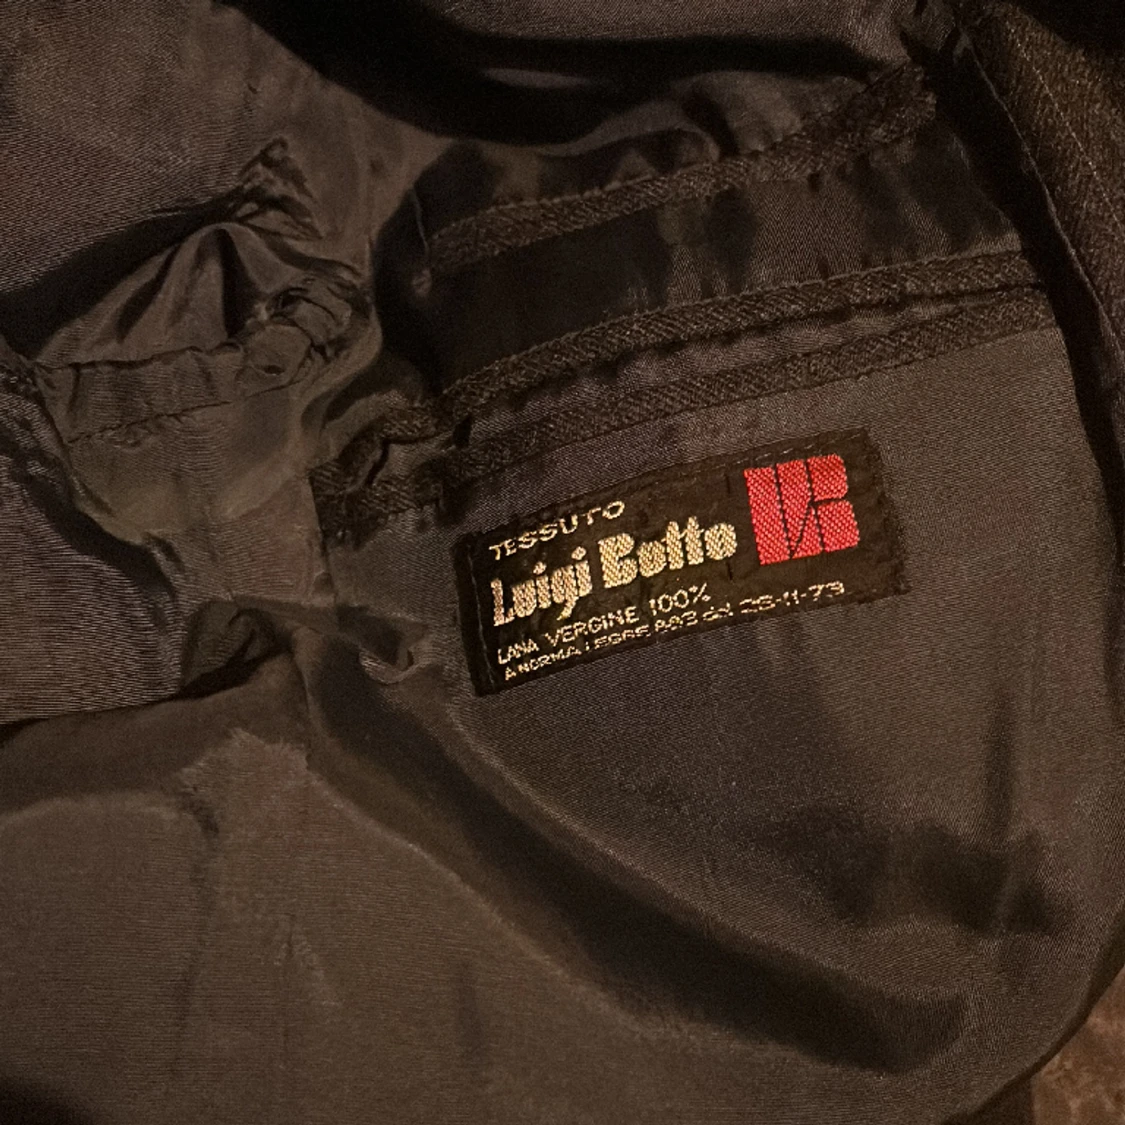 TESSUTO
Luigi Botto
LANA VERGINE 100%
A NORMA LEGGE 883 del 26-11-73